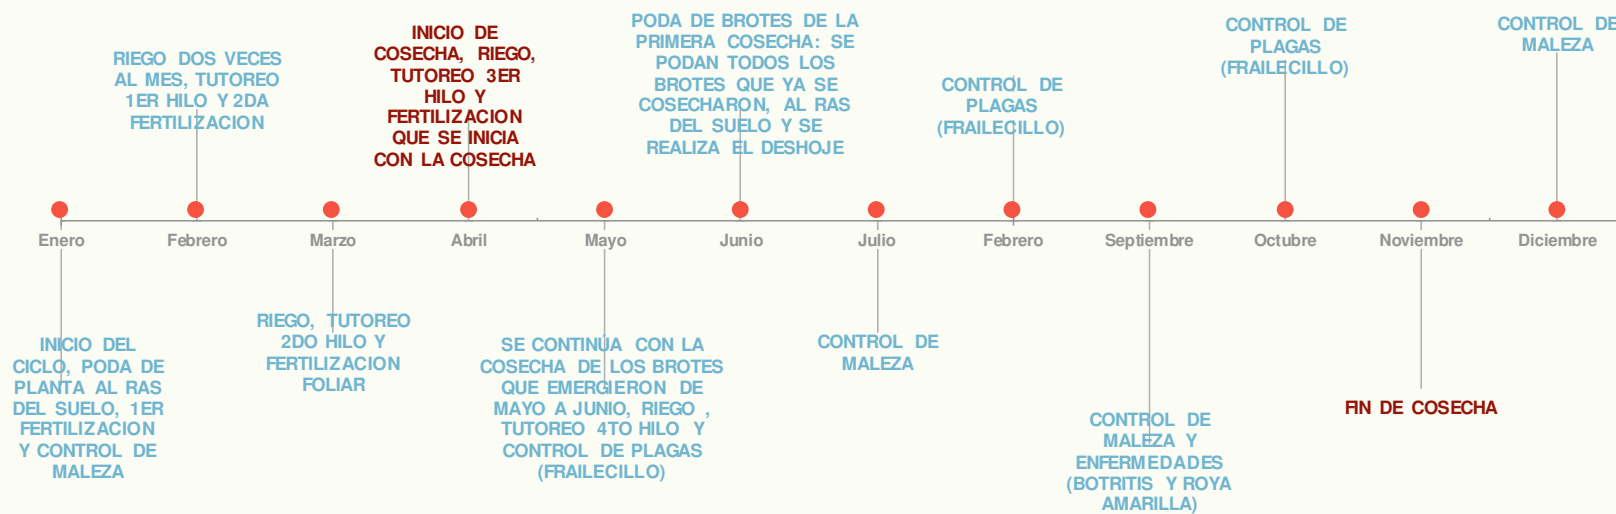 RIEGO DOS VECES
AL MES, TUTOREO
1ER HILO Y 2DA
FERTILIZACION
INICIO DE
COSECHA, RIEGO,
TUTOREO 3ER
HILO Y
FERTILIZACION
QUE SE INICIA
CON LA COSECHA
PODA DE BROTES DE LA
PRIMERA COSECHA: SE
PODAN TODOS LOS
BROTES QUE YA SE
COSECHARON, AL RAS
DEL SUELO Y SE
REALIZA EL DESHOJE
CONTROL DE
PLAGAS
(FRAILECILLO)
CONTROL DE
PLAGAS
(FRAILECILLO)
CONTROL DE
MALEZA
Enero Febrero Marzo Abril Mayo Junio Julio Febrero Septiembre Octubre Noviembre Diciembre
INICIO DEL
CICLO, PODA DE
PLANTA AL RAS
DEL SUELO, 1ER
FERTILIZACION
Y CONTROL DE
MALEZA
RIEGO, TUTOREO
2DO HILO Y
FERTILIZACION
FOLIAR
SE CONTINÚA CON LA
COSECHA DE LOS BROTES
QUE EMERGIERON DE
MAYO A JUNIO, RIEGO ,
TUTOREO 4TO HILO Y
CONTROL DE PLAGAS
(FRAILECILLO)
CONTROL DE
MALEZA
CONTROL DE
MALEZA Y
ENFERMEDADES
(BOTRITIS Y ROYA
AMARILLA)
FIN DE COSECHA